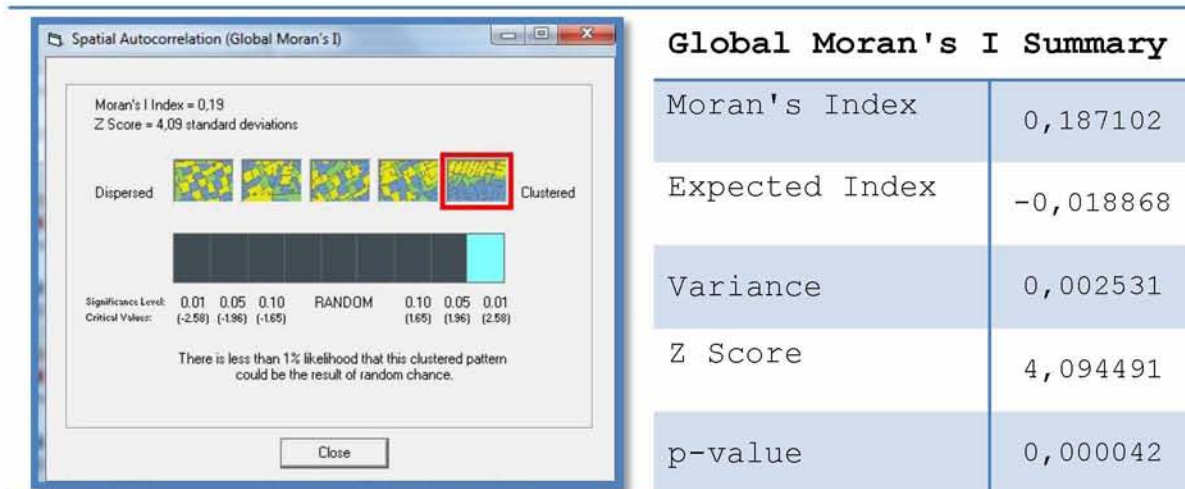 Spatial Autocorrelation (Global Moran's I)
Moran's I Index = 0,19
Z Score = 4,09 standard deviations
Dispersed
Clustered
Significance Level: 0.01 0.05 0.10 RANDOM 0.10 0.05 0.01
Critical Values: (-2.58) (-1.96) (-1.65) (1.65) (1.96) (2.58)
There is less than 1% likelihood that this clustered pattern
could be the result of random chance.
Close
Global Moran's I Summary
Moran's Index 0,187102
Expected Index -0,018868
Variance 0,002531
Z Score 4,094491
p-value 0,000042